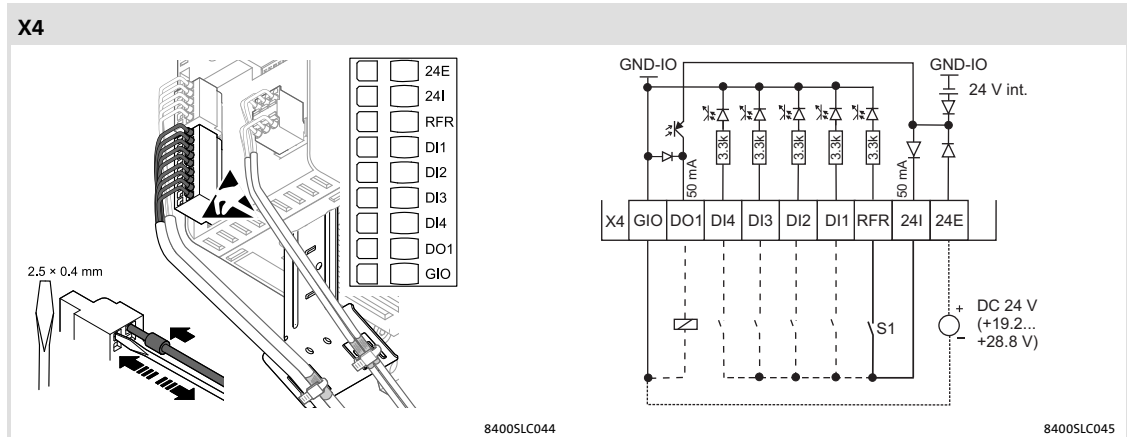 X4
24E
24I
RFR
DI1
DI2
DI3
DI4
DO1
GIO
2.5 × 0.4 mm
8400SLC044
GND-IO
GND-IO
24 V int.
3.3k
3.3k
3.3k
3.3k
3.3k
50 mA
50 mA
X4 GIO DO1 DI4 DI3 DI2 DI1 RFR 24I 24E
S1
+
DC 24 V
(+19.2...
+28.8 V)
–
8400SLC045